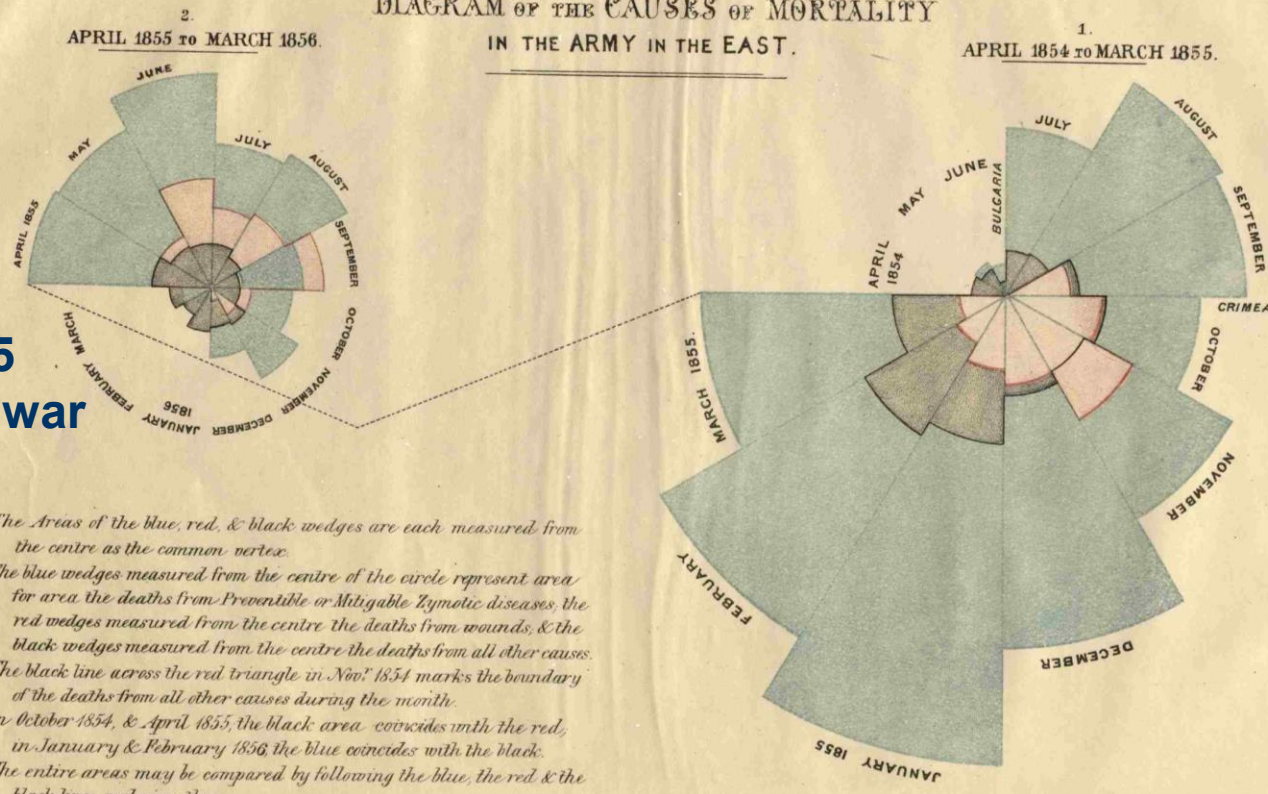 DIAGRAM OF THE CAUSES OF MORTALITY
IN THE ARMY IN THE EAST.
2.
APRIL 1855 TO MARCH 1856.
1.
APRIL 1854 TO MARCH 1855.
JUNE
JULY
AUGUST
SEPTEMBER
OCTOBER
NOVEMBER
DECEMBER
JANUARY
1856
FEBRUARY
MARCH
APRIL 1855
MAY
5
war
APRIL
1854
MAY
JUNE
BULGARIA
JULY
AUGUST
SEPTEMBER
CRIMEA
OCTOBER
NOVEMBER
DECEMBER
JANUARY 1855
FEBRUARY
MARCH 1855.
The Areas of the blue, red, & black wedges are each measured from
the centre as the common vertex.
The blue wedges measured from the centre of the circle represent area
for area the deaths from Preventible or Mitigable Zymotic diseases, the
red wedges measured from the centre the deaths from wounds, & the
black wedges measured from the centre the deaths from all other causes.
The black line across the red triangle in Nov.r 1854 marks the boundary
of the deaths from all other causes during the month.
In October 1854, & April 1855, the black area coincides with the red,
in January & February 1856, the blue coincides with the black.
The entire areas may be compared by following the blue, the red & the